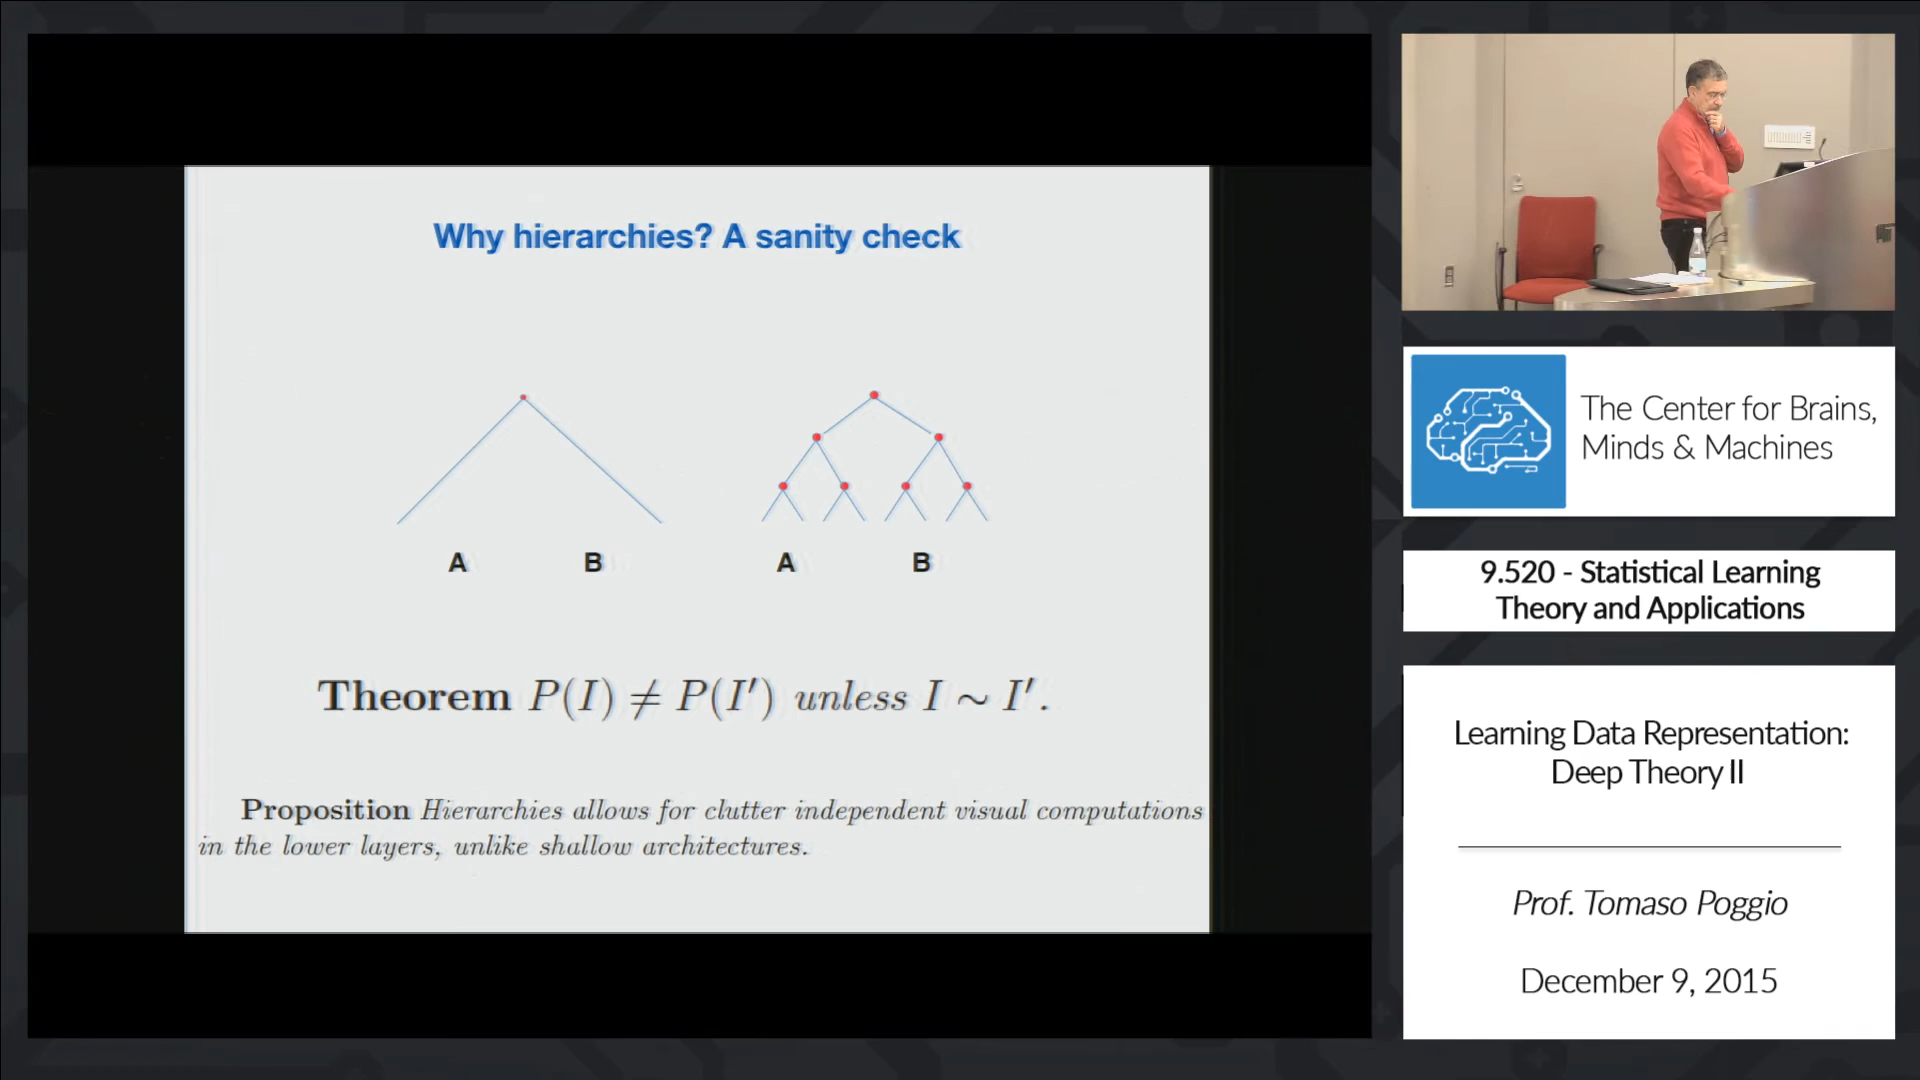 Why hierarchies? A sanity check
A B A B
Theorem P(I) ≠ P(I′) unless I ∼ I′.
Proposition Hierarchies allows for clutter independent visual computations
in the lower layers, unlike shallow architectures.
The Center for Brains,
Minds & Machines
9.520 - Statistical Learning
Theory and Applications
Learning Data Representation:
Deep Theory II
Prof. Tomaso Poggio
December 9, 2015